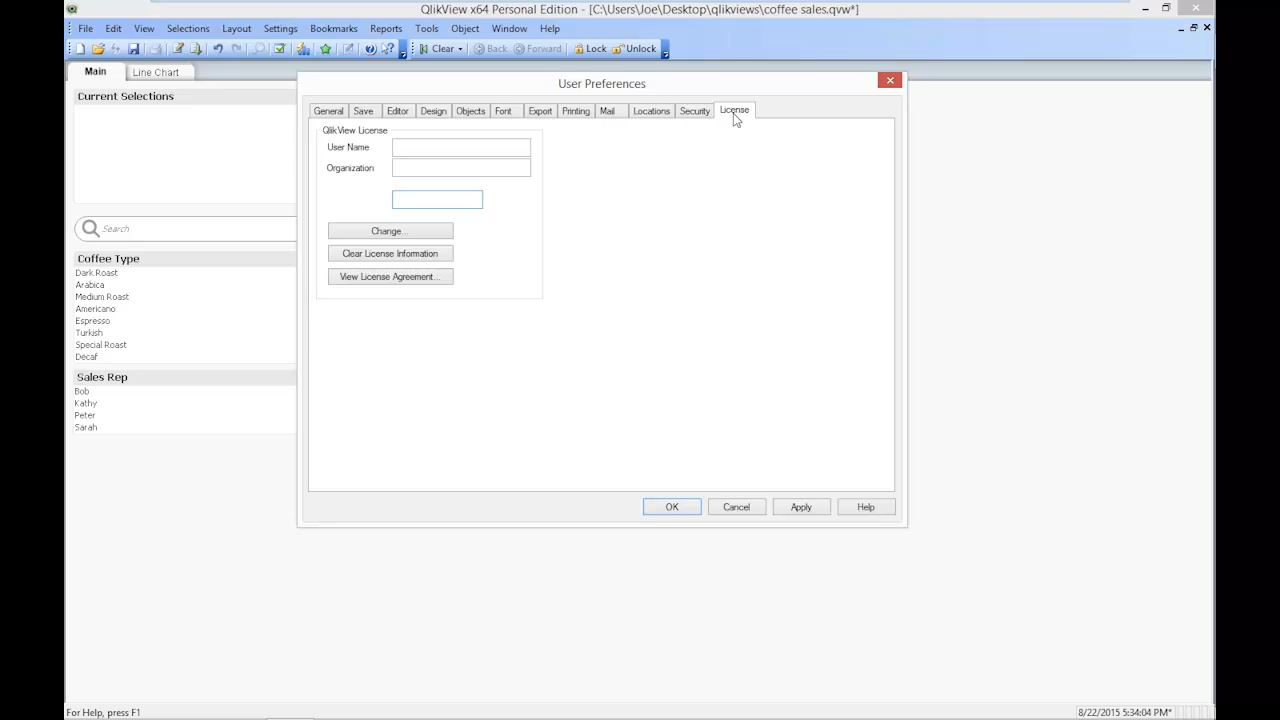 QlikView x64 Personal Edition - [C:\Users\Joe\Desktop\qlikviews\coffee sales.qvw*]
File Edit View Selections Layout Settings Bookmarks Reports Tools Object Window Help
Clear Back Forward Lock Unlock
Main Line Chart
Current Selections
Search
Coffee Type
Dark Roast
Arabica
Medium Roast
Americano
Espresso
Turkish
Special Roast
Decaf
Sales Rep
Bob
Kathy
Peter
Sarah
User Preferences
General Save Editor Design Objects Font Export Printing Mail Locations Security License
QlikView License
User Name
Organization
Change...
Clear License Information
View License Agreement...
OK Cancel Apply Help
For Help, press F1 8/22/2015 5:34:04 PM*